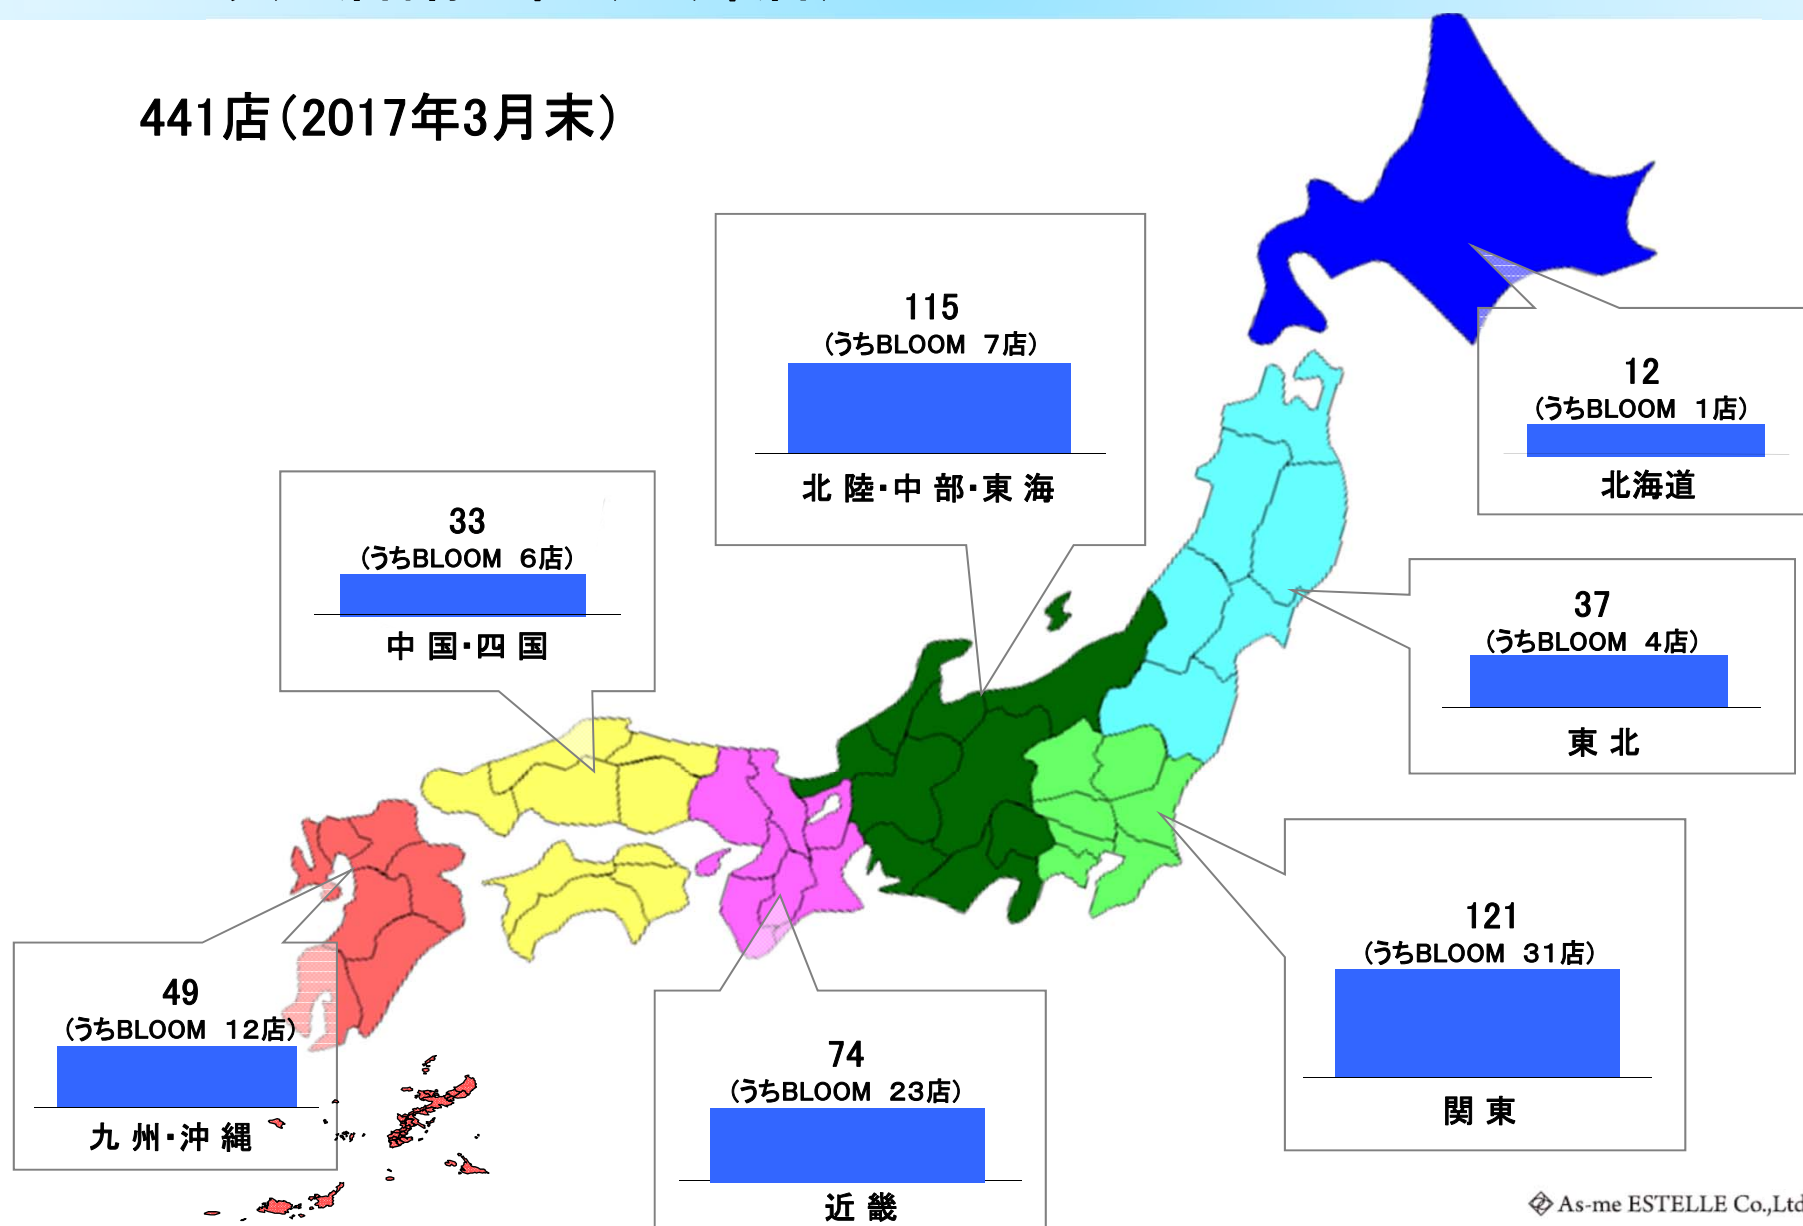 441店（2017年3月末）
115
（うちBLOOM　7店）
北 陸・中 部・東 海
12
（うちBLOOM　1店）
北海道
33
（うちBLOOM　6店）
中 国・四 国
37
（うちBLOOM　4店）
東 北
121
（うちBLOOM　31店）
関 東
49
（うちBLOOM　12店）
九 州・沖 縄
74
（うちBLOOM　23店）
近 畿
As-me ESTELLE Co.,Ltd